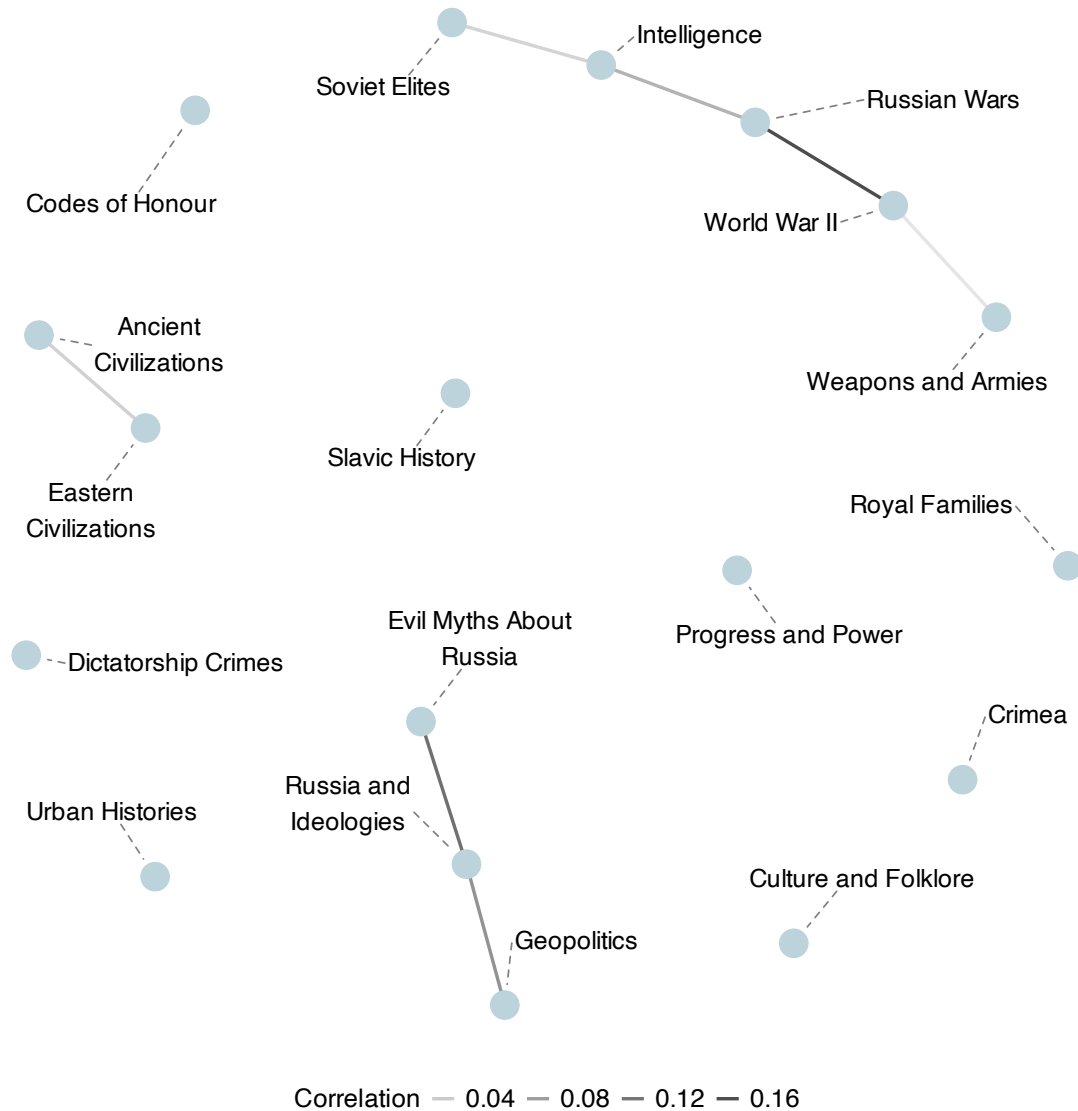 Intelligence
Soviet Elites
Russian Wars
Codes of Honour
World War II
Ancient
Civilizations
Weapons and Armies
Slavic History
Eastern
Civilizations
Royal Families
Evil Myths About
Russia
Progress and Power
Dictatorship Crimes
Crimea
Russia and
Ideologies
Urban Histories
Culture and Folklore
Geopolitics
Correlation 0.04 0.08 0.12 0.16